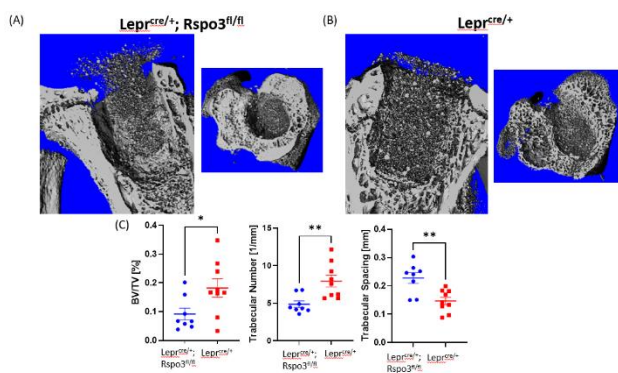 (A) Lepr^cre/+; Rspo3^fl/fl
(B) Lepr^cre/+
(C)
*
BV/TV [%]
0.4
0.3
0.2
0.1
0.0
Lepr^cre/+; Rspo3^fl/fl
Lepr^cre/+
**
Trabecular Number [1/mm]
15
10
5
0
Lepr^cre/+; Rspo3^fl/fl
Lepr^cre/+
**
Trabecular Spacing [mm]
0.4
0.3
0.2
0.1
0.0
Lepr^cre/+; Rspo3^fl/fl
Lepr^cre/+